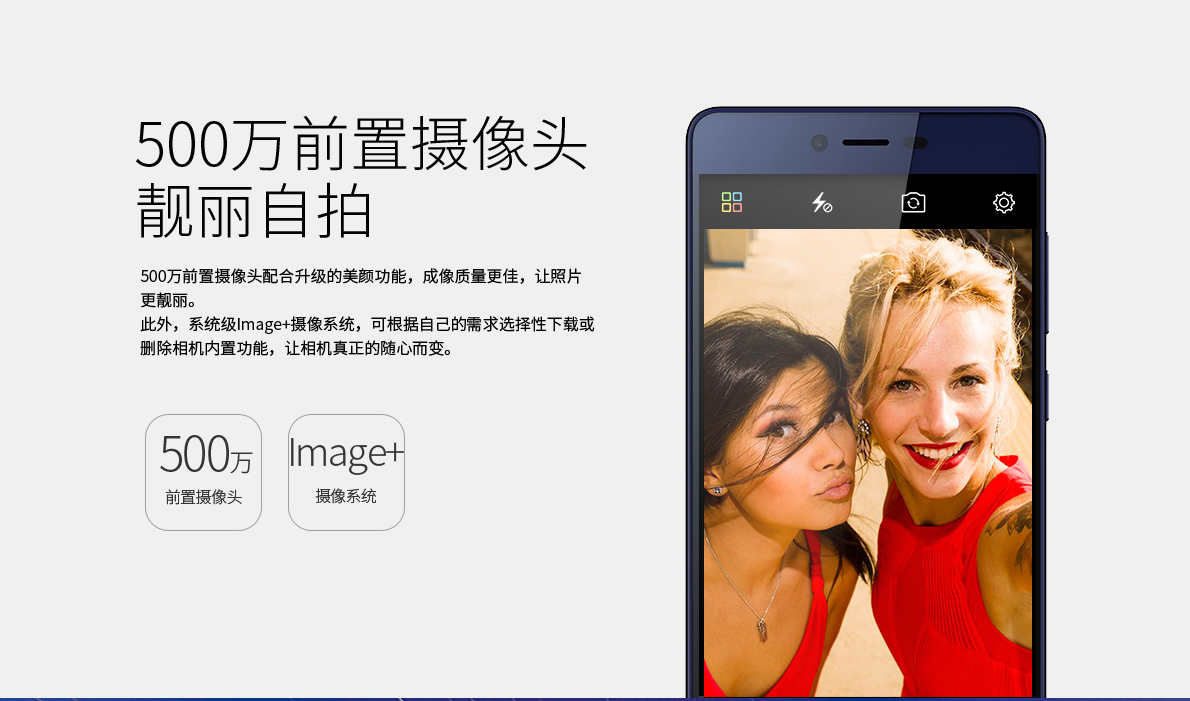 500万前置摄像头
靓丽自拍
500万前置摄像头配合升级的美颜功能，成像质量更佳，让照片
更靓丽。
此外，系统级Image+摄像系统，可根据自己的需求选择性下载或
删除相机内置功能，让相机真正的随心而变。
500万
前置摄像头
Image+
摄像系统